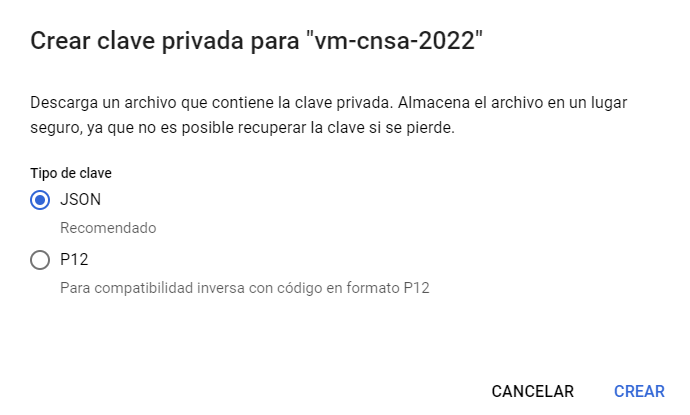 Crear clave privada para "vm-cnsa-2022"
Descarga un archivo que contiene la clave privada. Almacena el archivo en un lugar
seguro, ya que no es posible recuperar la clave si se pierde.
Tipo de clave
JSON
Recomendado
P12
Para compatibilidad inversa con código en formato P12
CANCELAR CREAR